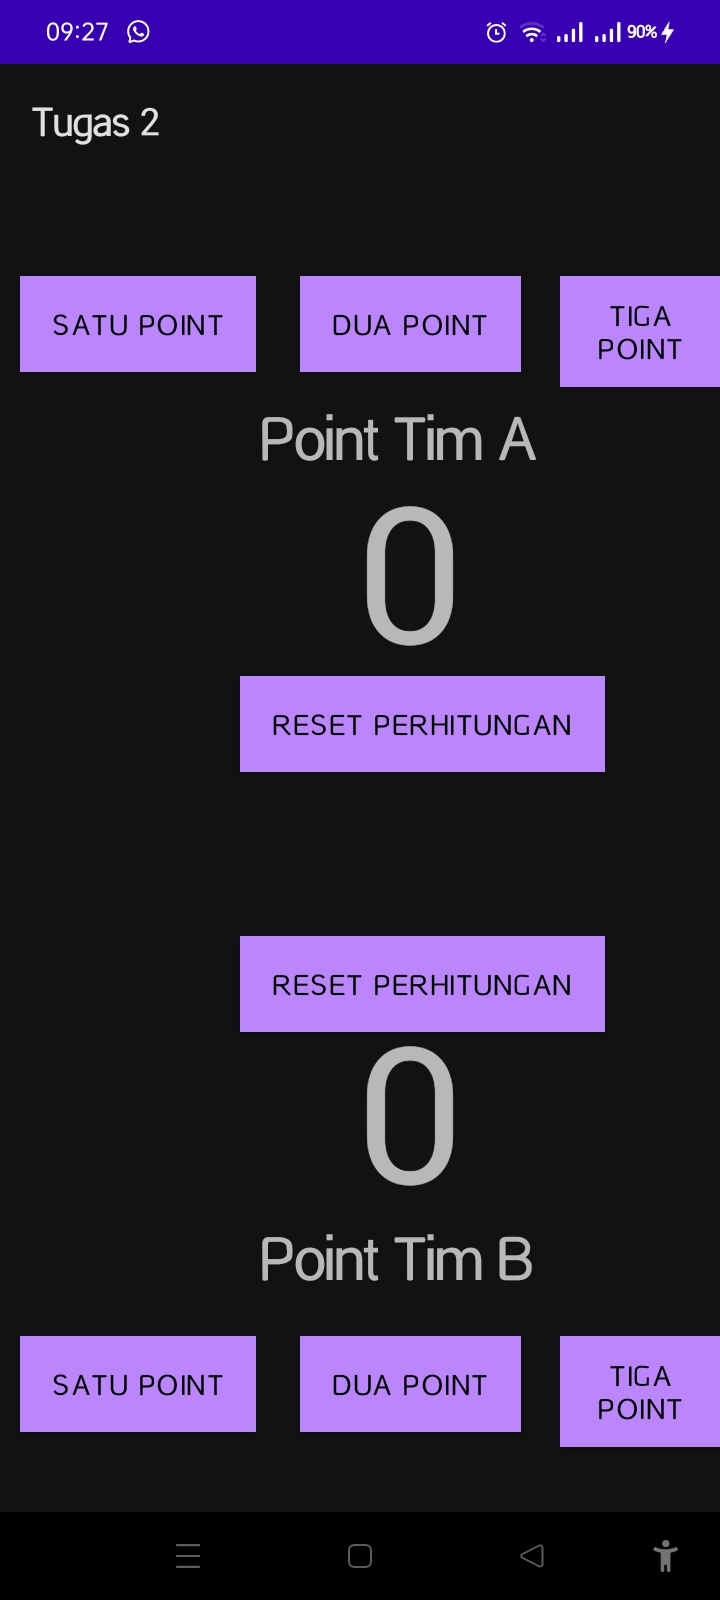 09:27
90%
Tugas 2
SATU POINT
DUA POINT
TIGA
POINT
Point Tim A
0
RESET PERHITUNGAN
RESET PERHITUNGAN
0
Point Tim B
SATU POINT
DUA POINT
TIGA
POINT